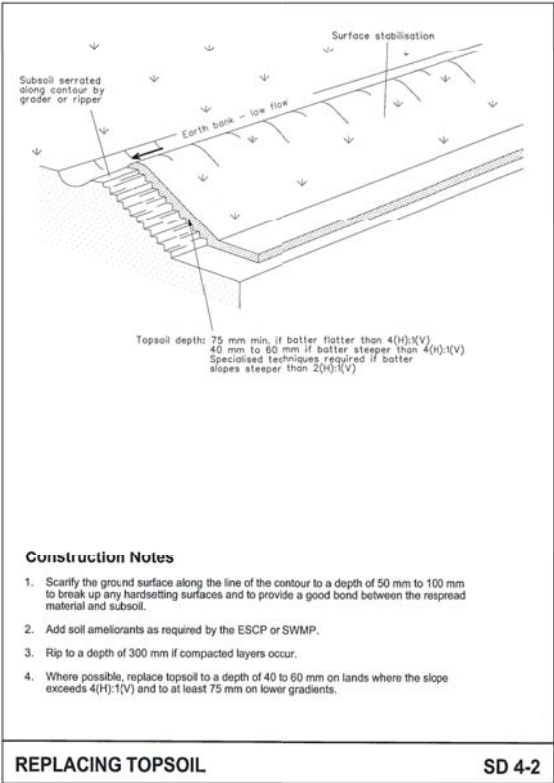 Surface stabilisation
Subsoil serrated
along contour by
grader or ripper
Earth bank - low flow
Topsoil depth: 75 mm min. if batter flatter than 4(H):1(V)
40 mm to 60 mm if batter steeper than 4(H):1(V)
Specialised techniques required if batter
slopes steeper than 2(H):1(V)
Construction Notes
1. Scarify the ground surface along the line of the contour to a depth of 50 mm to 100 mm
to break up any hardsetting surfaces and to provide a good bond between the respread
material and subsoil.
2. Add soil ameliorants as required by the ESCP or SWMP.
3. Rip to a depth of 300 mm if compacted layers occur.
4. Where possible, replace topsoil to a depth of 40 to 60 mm on lands where the slope
exceeds 4(H):1(V) and to at least 75 mm on lower gradients.
REPLACING TOPSOIL
SD 4-2